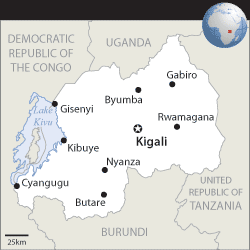 DEMOCRATIC
REPUBLIC OF
THE CONGO
UGANDA
Gabiro
Byumba
Lake
Kivu
Gisenyi
Rwamagana
Kigali
Kibuye
Nyanza
UNITED
REPUBLIC OF
TANZANIA
Cyangugu
Butare
BURUNDI
25km